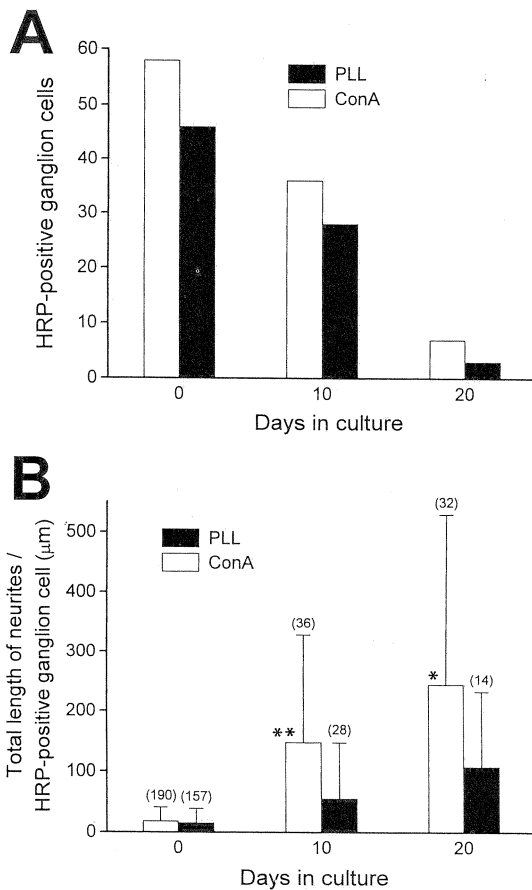 A
HRP-positive ganglion cells
60
50
40
30
20
10
0
PLL
ConA
0 10 20
Days in culture
B
Total length of neurites /
HRP-positive ganglion cell (μm)
500
400
300
200
100
0
PLL
ConA
(190) (157)
(36)
**
(28)
(32)
*
(14)
0 10 20
Days in culture